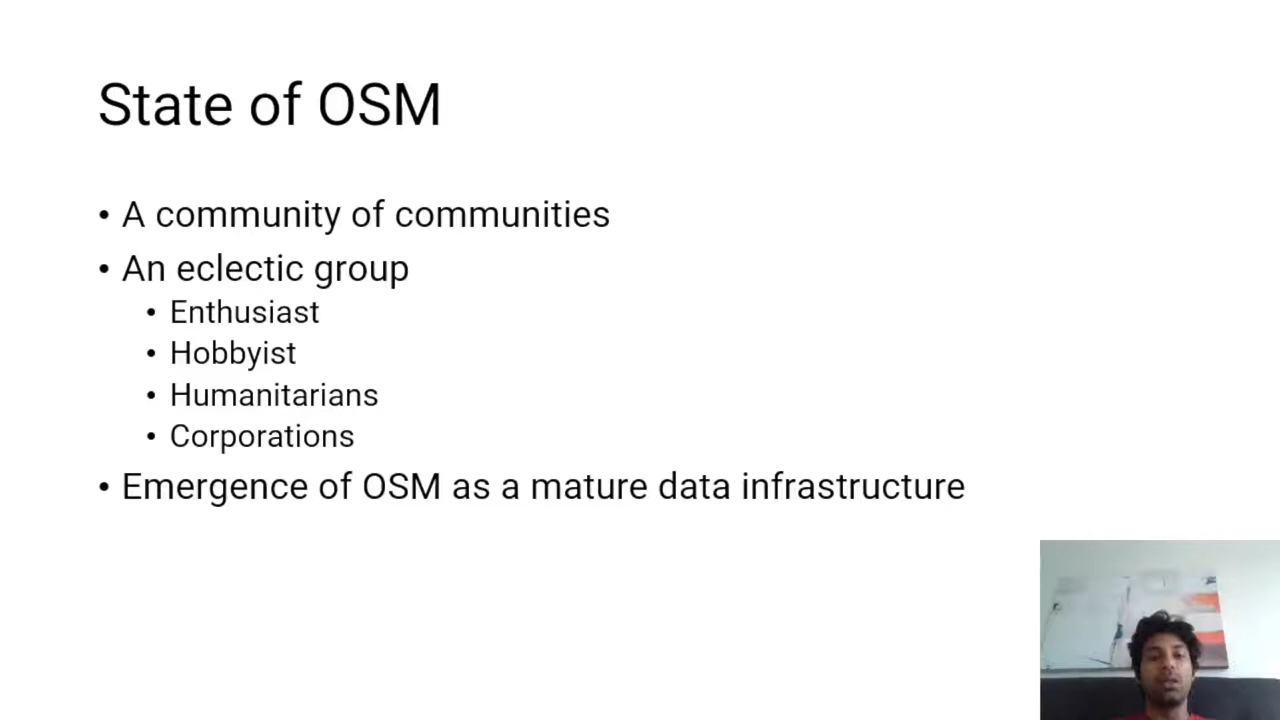 State of OSM
• A community of communities
• An eclectic group
• Enthusiast
• Hobbyist
• Humanitarians
• Corporations
• Emergence of OSM as a mature data infrastructure